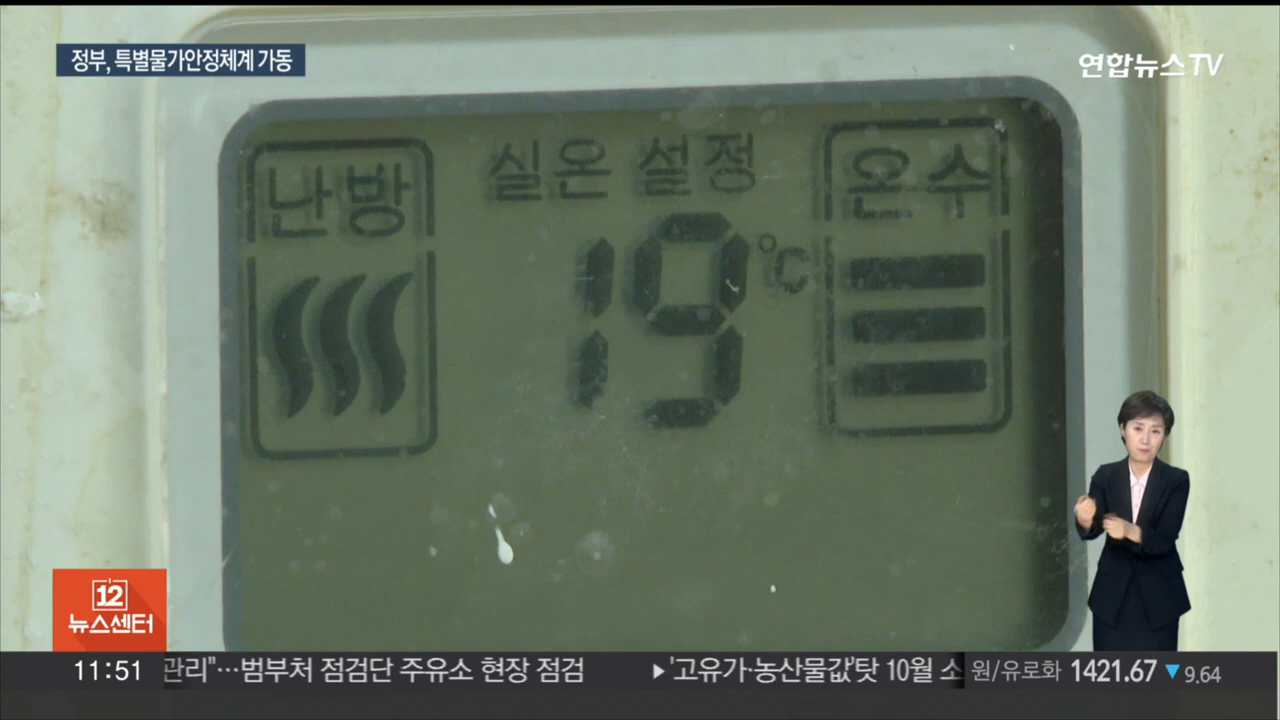 정부, 특별물가안정체계 가동
연합뉴스TV
난방
실온 설정
온수
19 ℃
12
뉴스센터
11:51
관리"…범부처 점검단 주유소 현장 점검
▶'고유가·농산물값'탓 10월 소
원/유로화 1421.67 ▼9.64